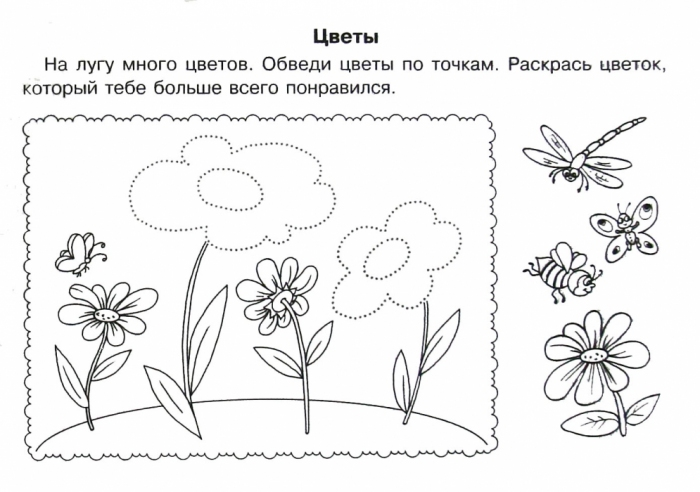 Цветы
На лугу много цветов. Обведи цветы по точкам. Раскрась цветок,
который тебе больше всего понравился.